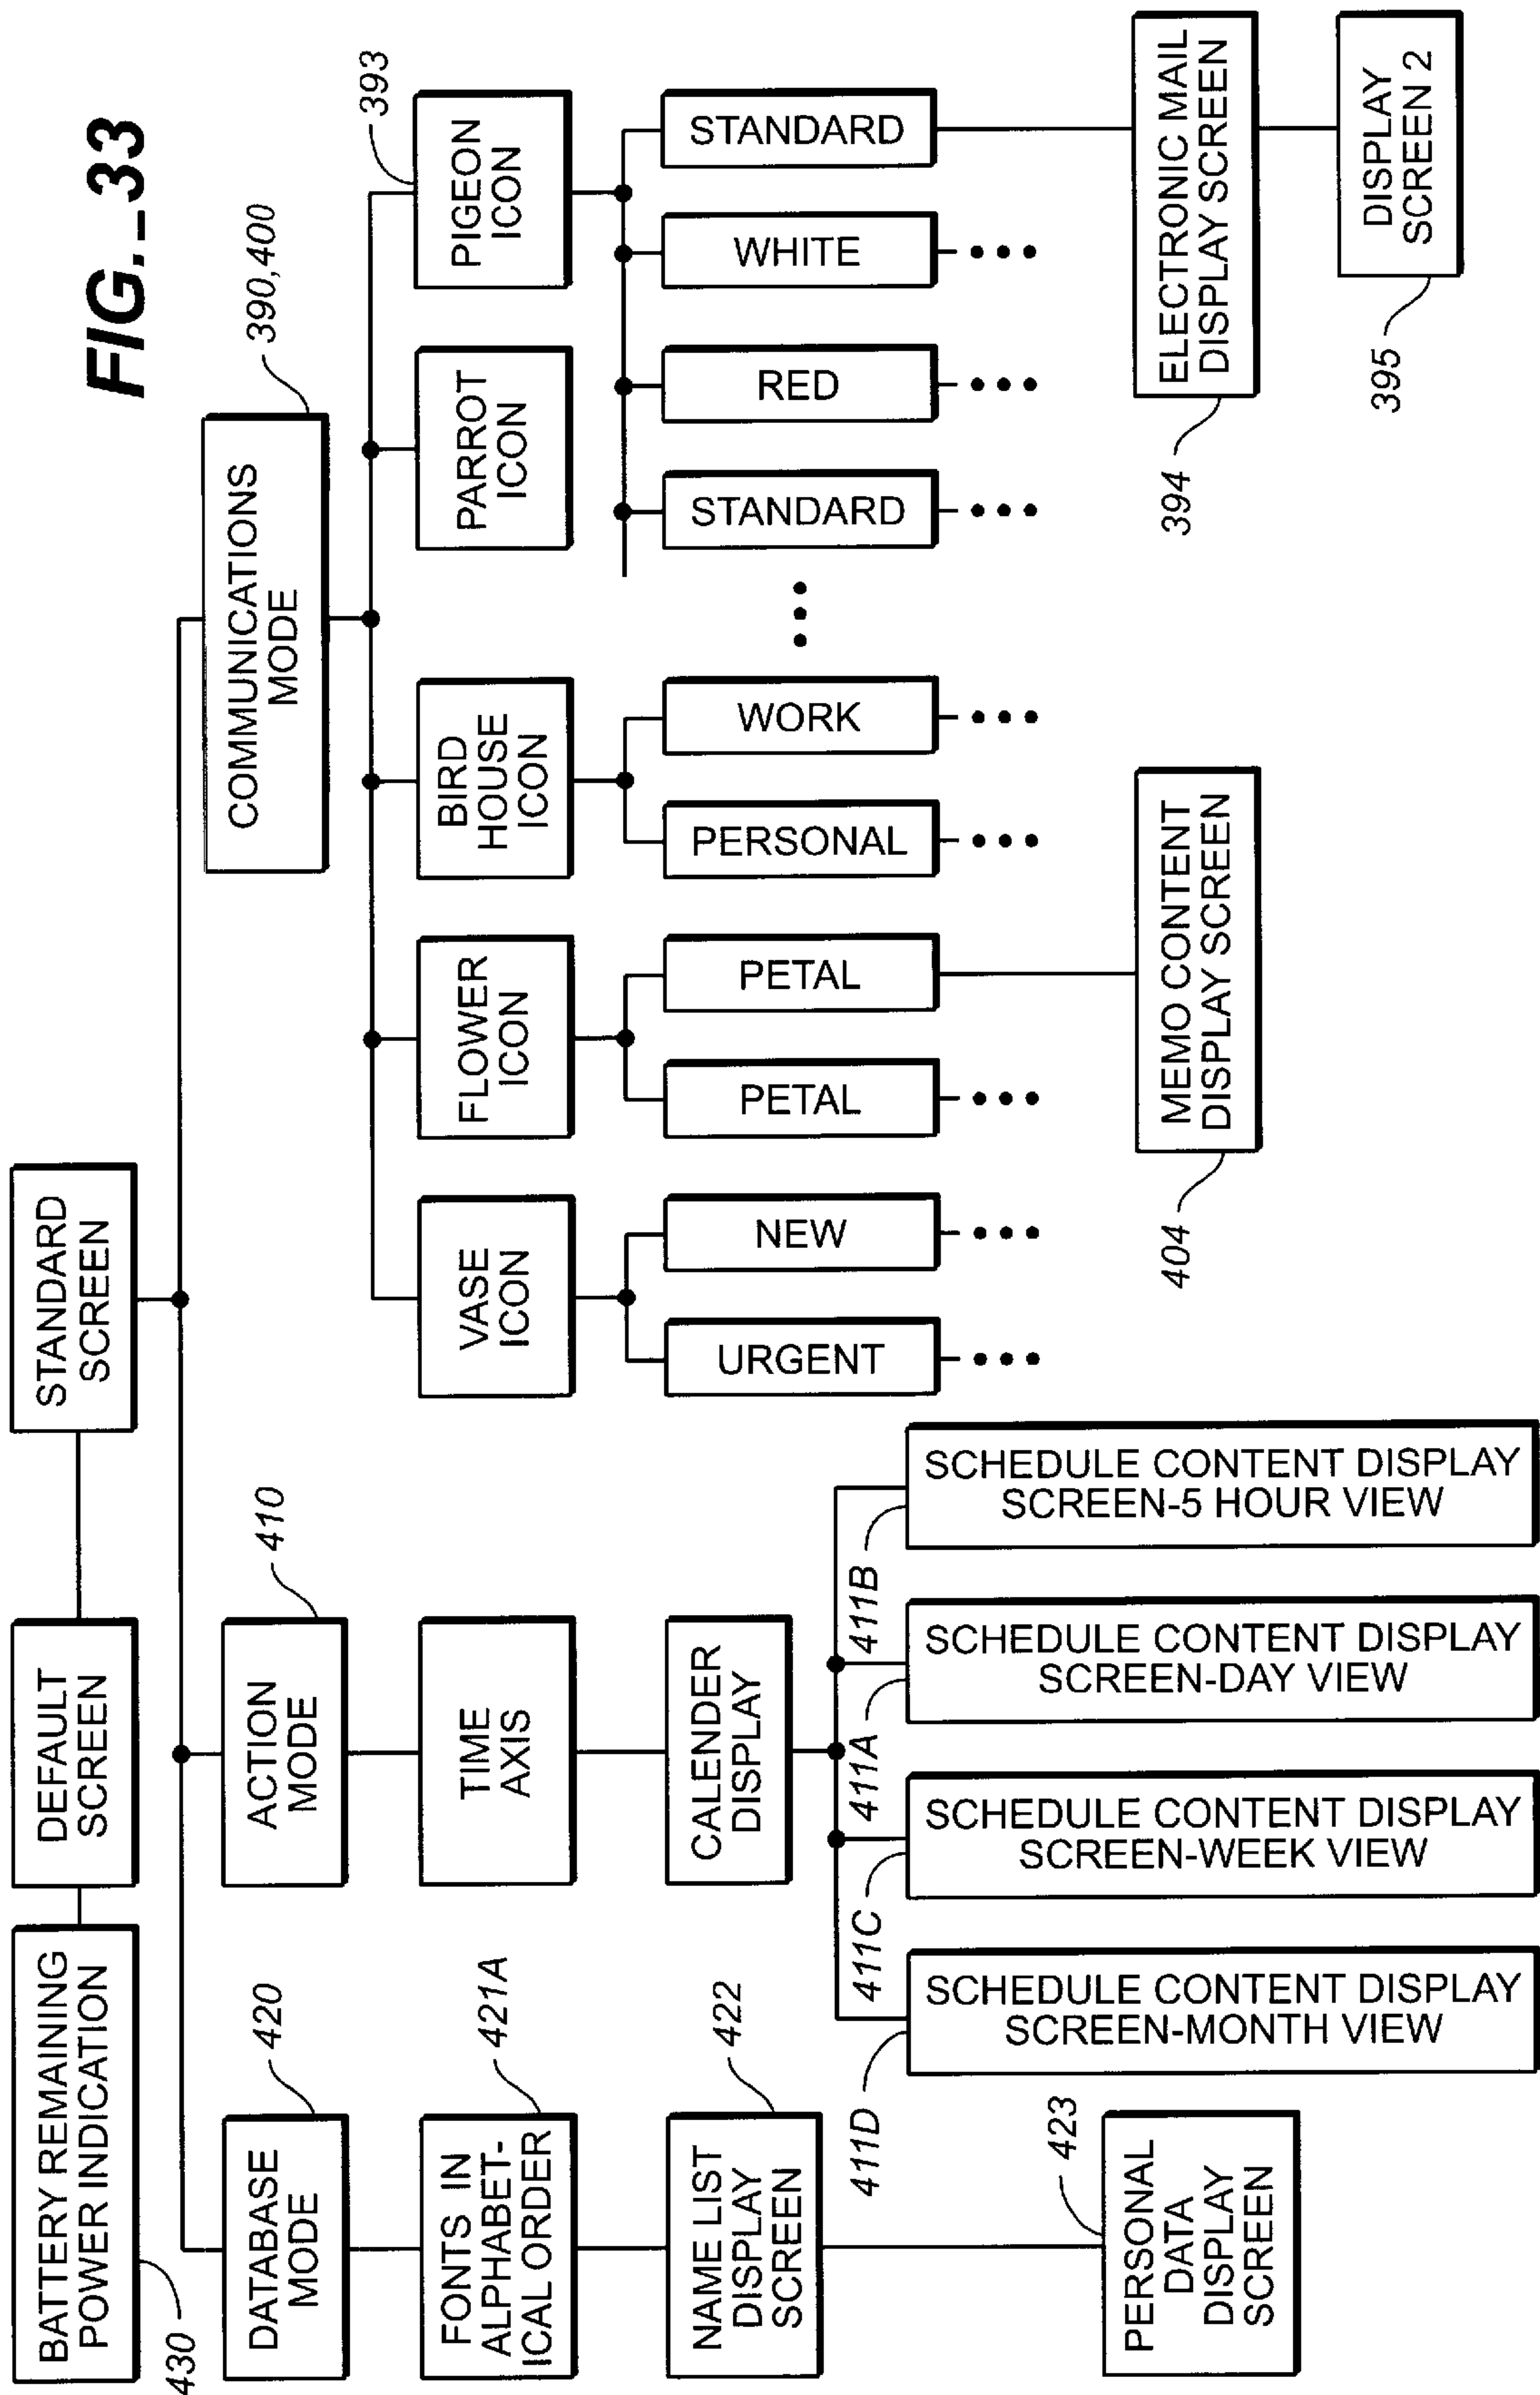 FIG._33
BATTERY REMAINING
POWER INDICATION
430
DEFAULT
SCREEN
STANDARD
SCREEN
DATABASE
MODE
420
ACTION
MODE
410
COMMUNICATIONS
MODE
390,400
FONTS IN
ALPHABET-
ICAL ORDER
421A
TIME
AXIS
VASE
ICON
FLOWER
ICON
BIRD
HOUSE
ICON
PARROT
ICON
PIGEON
ICON
393
NAME LIST
DISPLAY
SCREEN
422
CALENDER
DISPLAY
URGENT
NEW
PETAL
PETAL
PERSONAL
WORK
STANDARD
RED
WHITE
STANDARD
411D
SCHEDULE CONTENT DISPLAY
SCREEN-MONTH VIEW
411C
SCHEDULE CONTENT DISPLAY
SCREEN-WEEK VIEW
411A
SCHEDULE CONTENT DISPLAY
SCREEN-DAY VIEW
411B
SCHEDULE CONTENT DISPLAY
SCREEN-5 HOUR VIEW
PERSONAL
DATA
DISPLAY
SCREEN
423
MEMO CONTENT
DISPLAY SCREEN
404
ELECTRONIC MAIL
DISPLAY SCREEN
394
DISPLAY
SCREEN 2
395